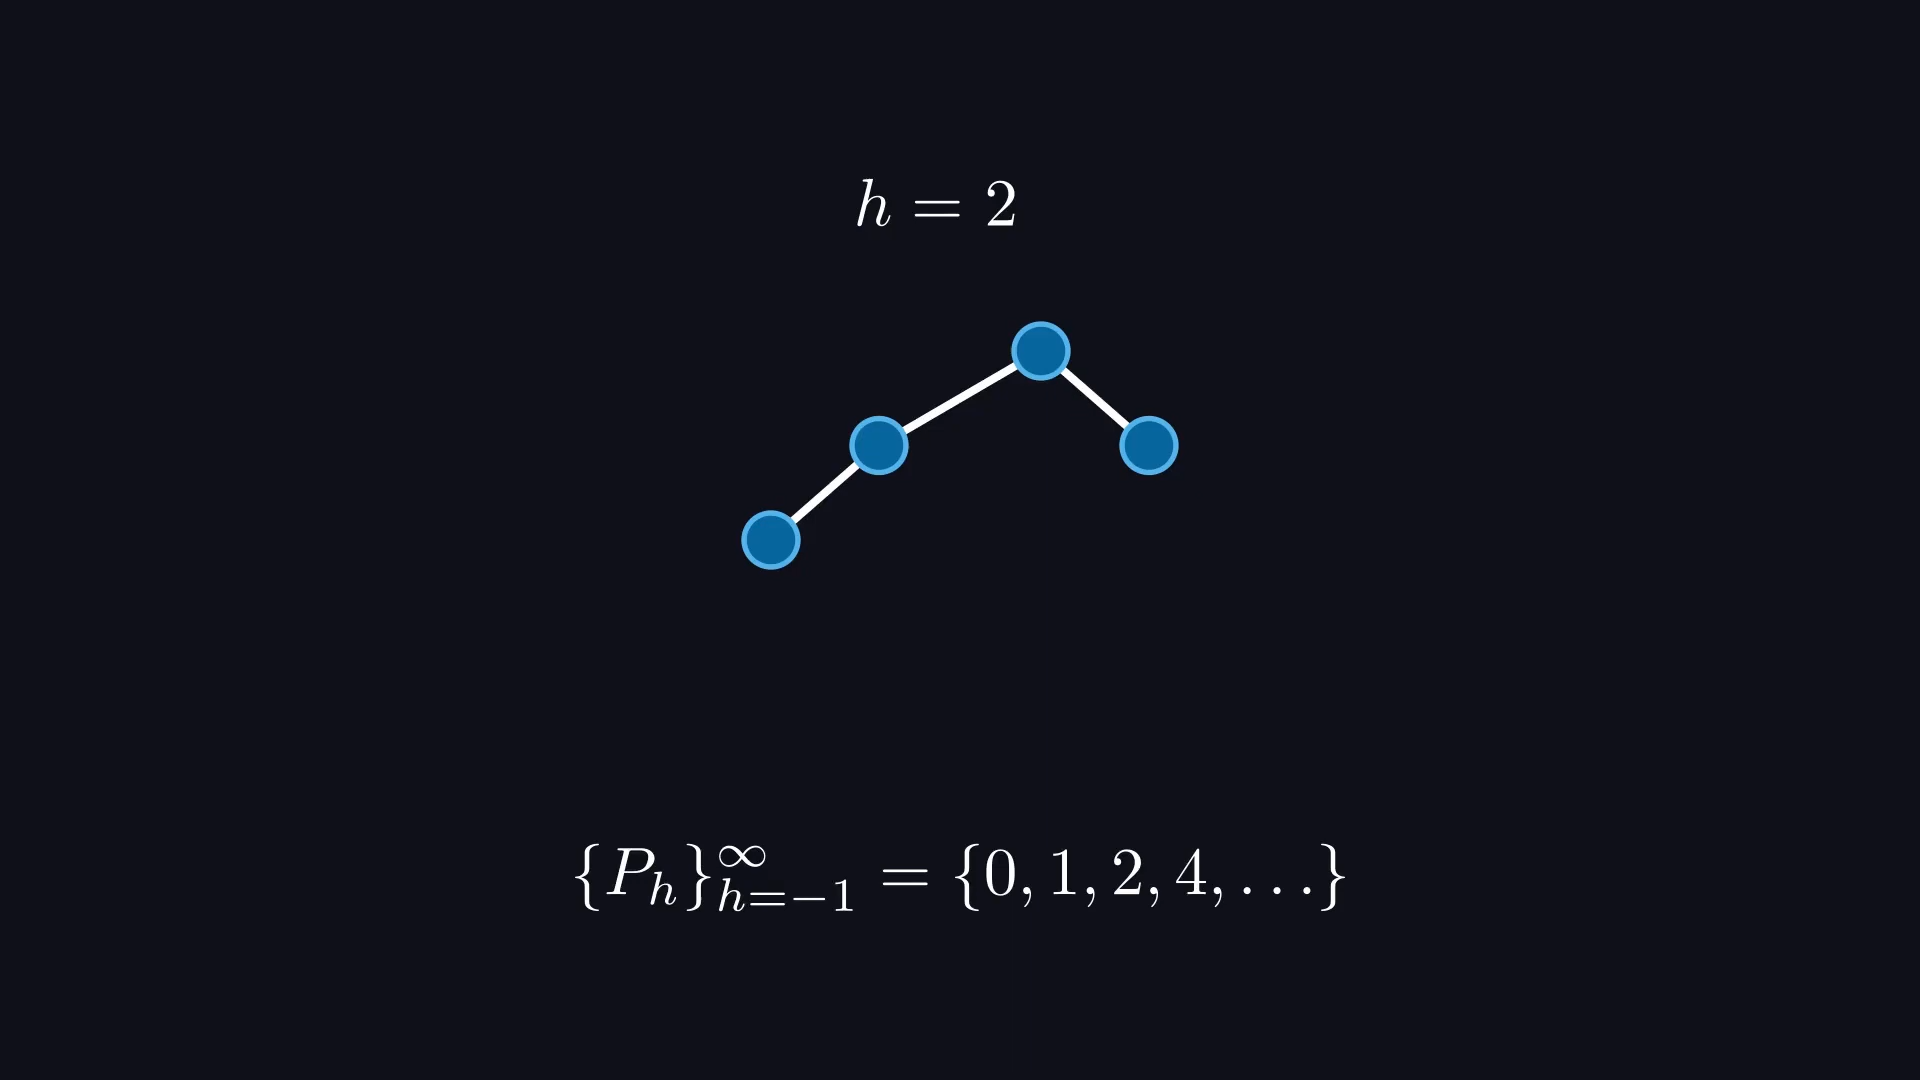 h = 2
{P_h}_{h=-1}^∞ = {0, 1, 2, 4, ...}